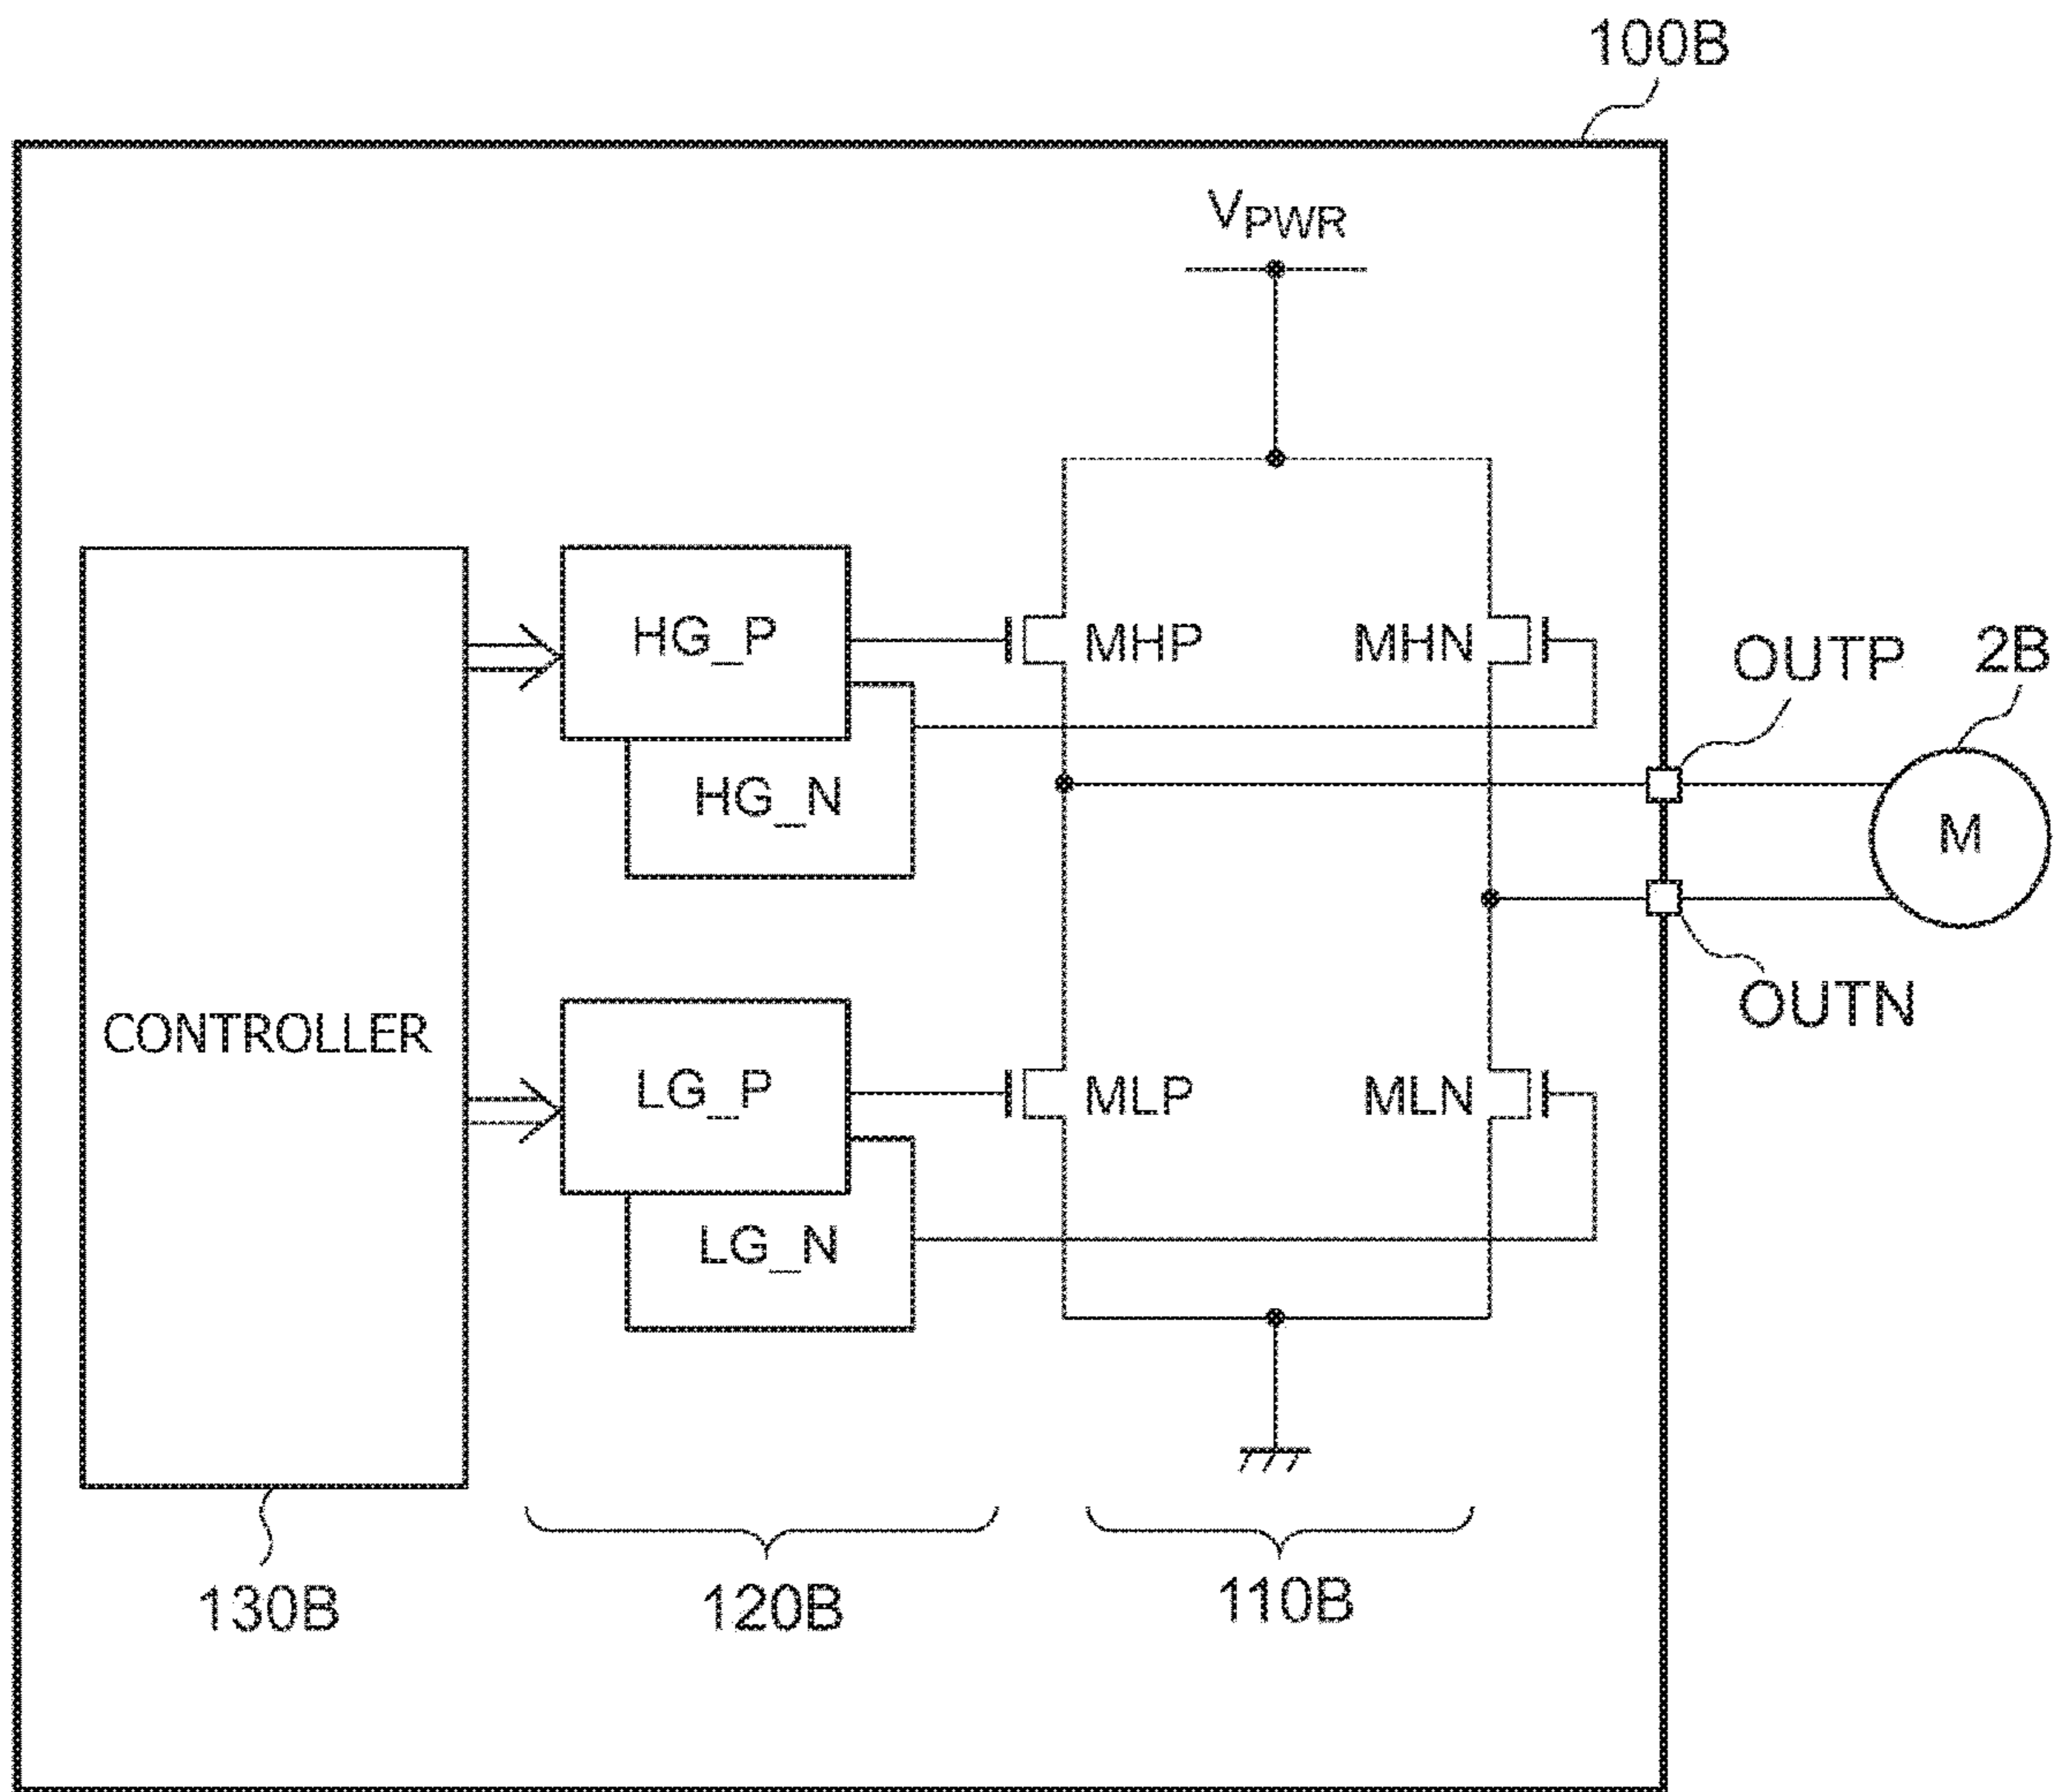 100B
VPWR
HG_P
MHP
MHN
OUTP
2B
HG_N
M
CONTROLLER
OUTN
LG_P
MLP
MLN
LG_N
130B
120B
110B